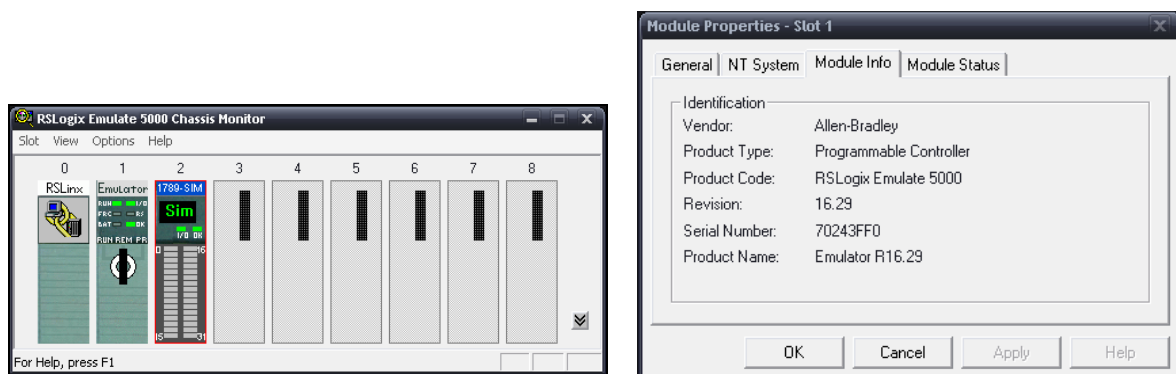 RSLogix Emulate 5000 Chassis Monitor
Slot View Options Help
0 1 2 3 4 5 6 7 8
RSLinx Emulator 1789-SIM
RUN I/O
FRC RS
BAT OK
RUN REM PR
Sim
I/O OK
0 16
15 31
For Help, press F1
Module Properties - Slot 1
General NT System Module Info Module Status
Identification
Vendor: Allen-Bradley
Product Type: Programmable Controller
Product Code: RSLogix Emulate 5000
Revision: 16.29
Serial Number: 70243FF0
Product Name: Emulator R16.29
OK Cancel Apply Help